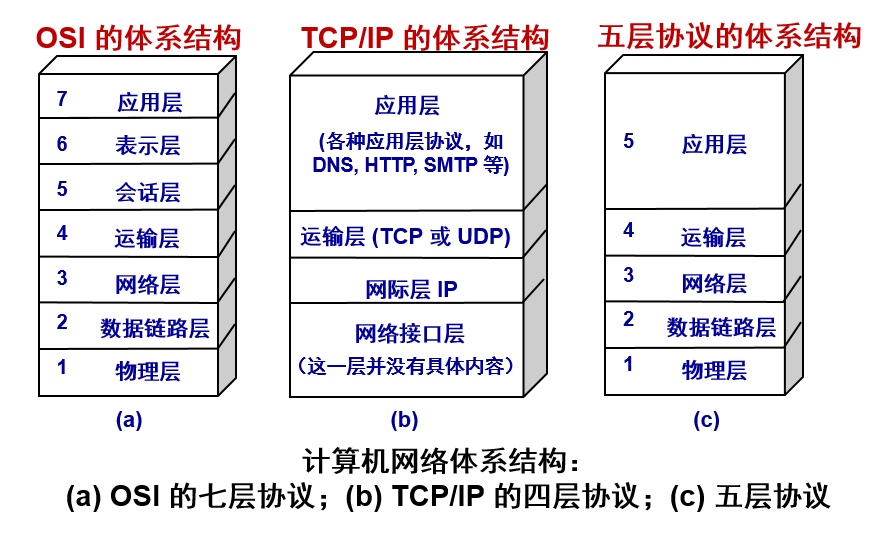 OSI 的体系结构
7 应用层
6 表示层
5 会话层
4 运输层
3 网络层
2 数据链路层
1 物理层
(a)
TCP/IP 的体系结构
应用层
(各种应用层协议，如
DNS, HTTP, SMTP 等)
运输层 (TCP 或 UDP)
网际层 IP
网络接口层
（这一层并没有具体内容）
(b)
五层协议的体系结构
5 应用层
4 运输层
3 网络层
2 数据链路层
1 物理层
(c)
计算机网络体系结构：
(a) OSI 的七层协议；(b) TCP/IP 的四层协议；(c) 五层协议